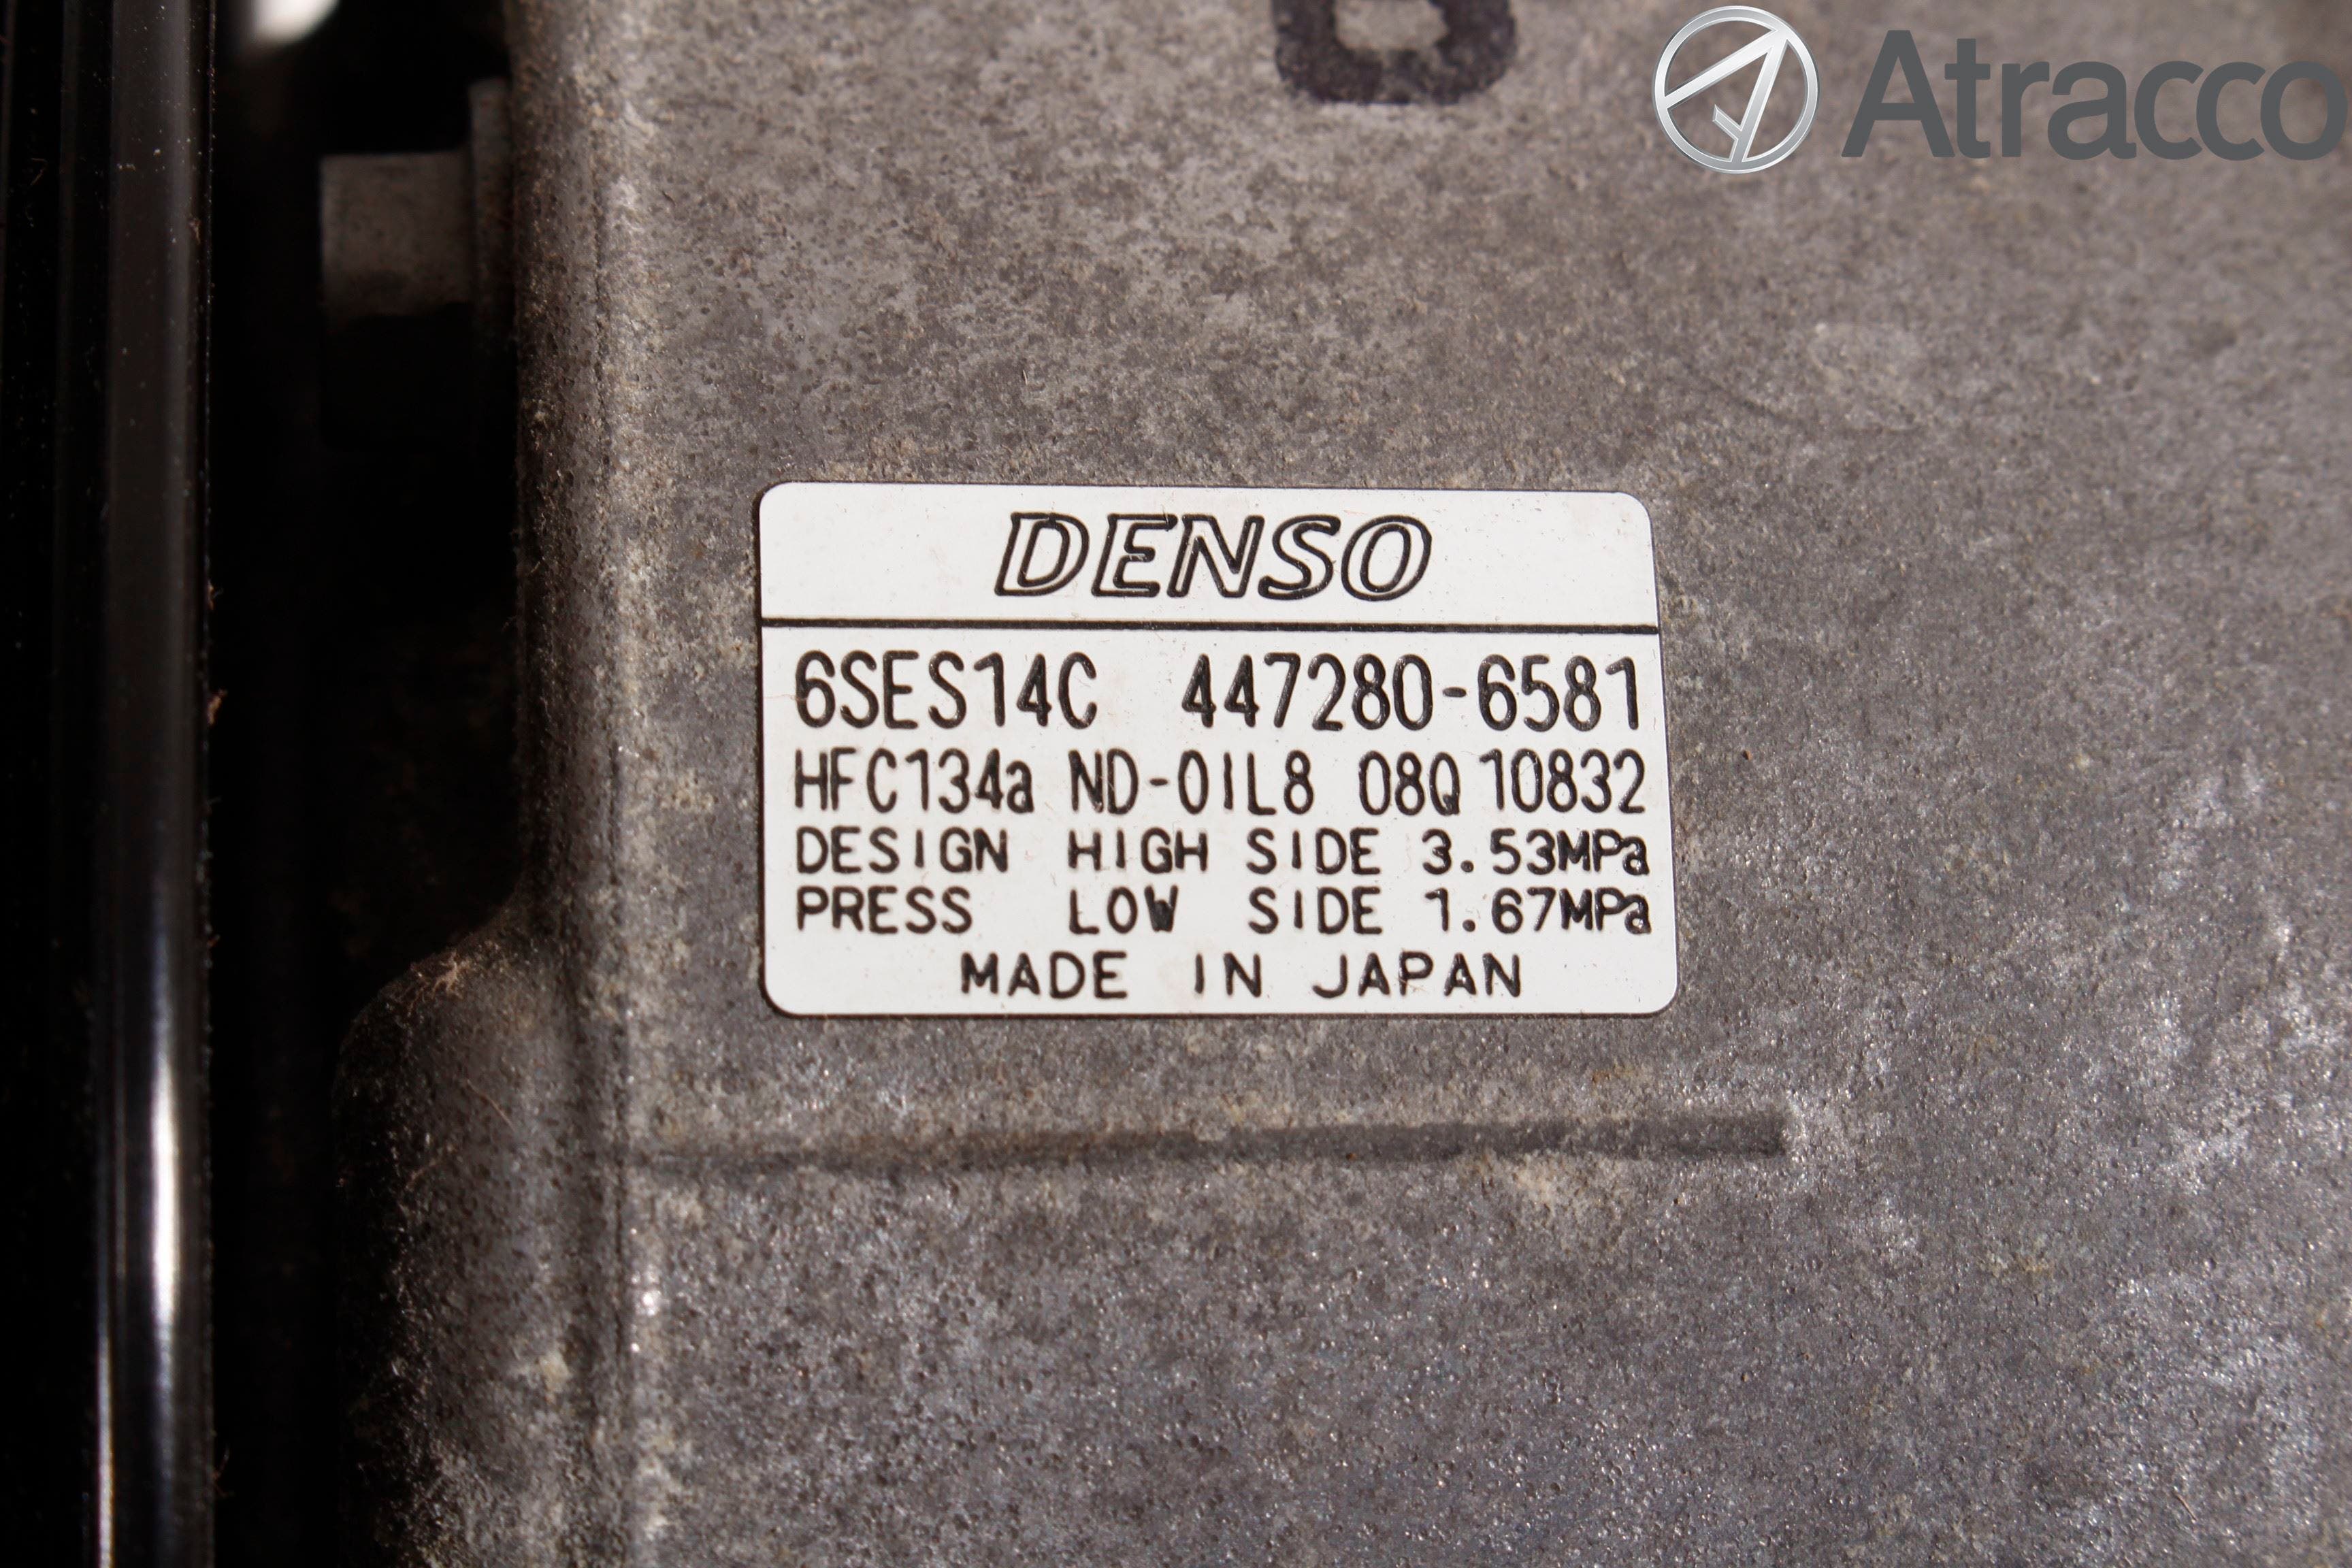 Atracco
DENSO
6SES14C 447280-6581
HFC134a ND-OIL8 08Q 10832
DESIGN HIGH SIDE 3.53MPa
PRESS LOW SIDE 1.67MPa
MADE IN JAPAN